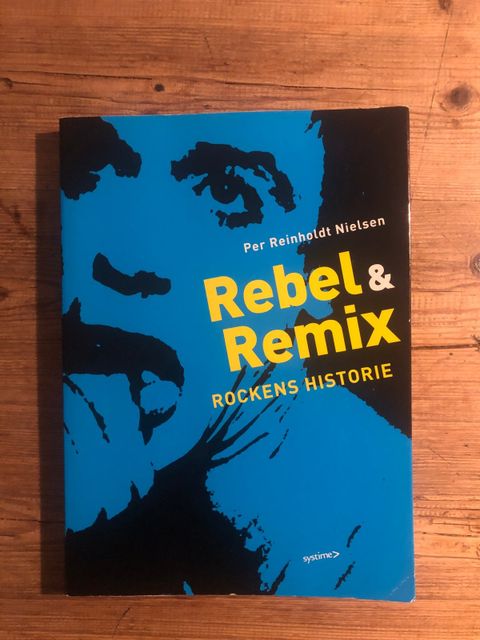 Per Reinholdt Nielsen
Rebel &
Remix
ROCKENS HISTORIE
systime>